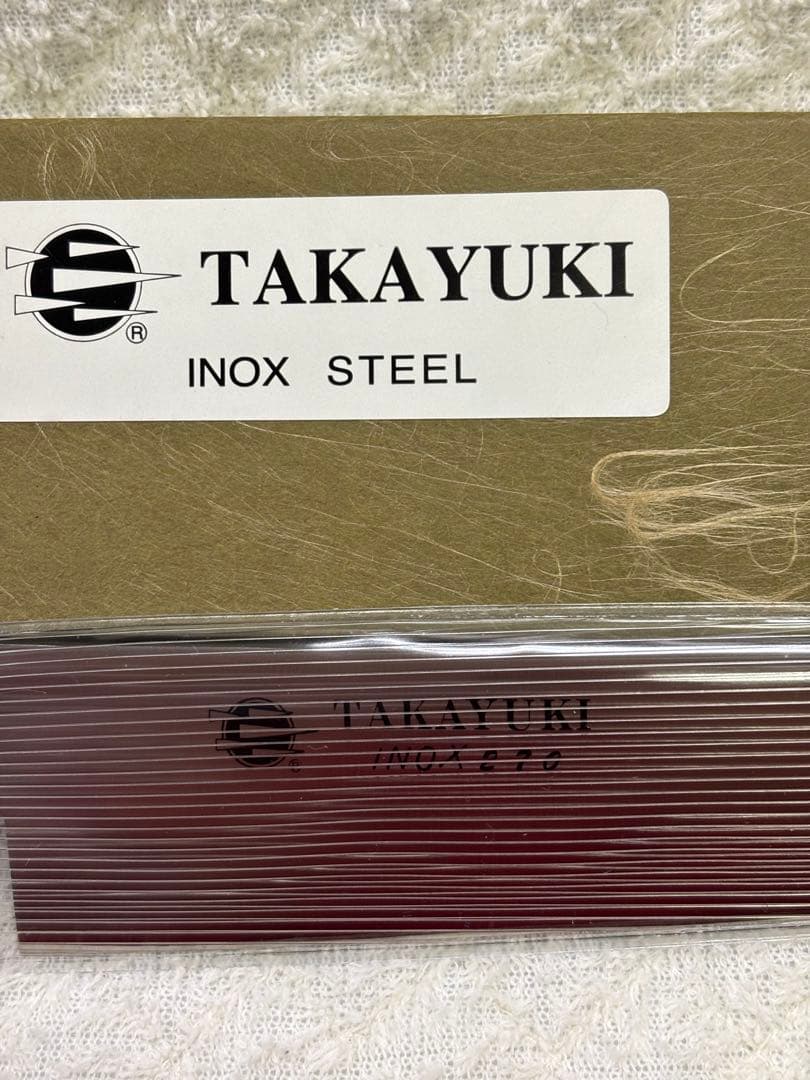 TAKAYUKI
®
INOX STEEL
TAKAYUKI
®
INOX 270